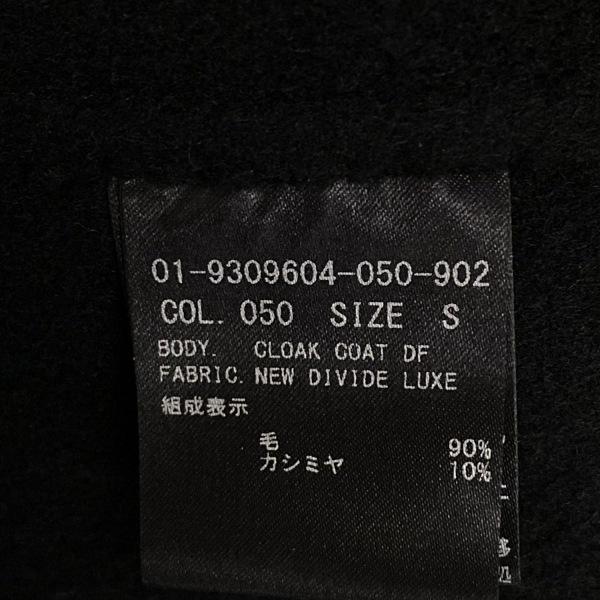 01-9309604-050-902
COL. 050 SIZE S
BODY. CLOAK COAT DF
FABRIC. NEW DIVIDE LUXE
組成表示
毛 90%
カシミヤ 10%